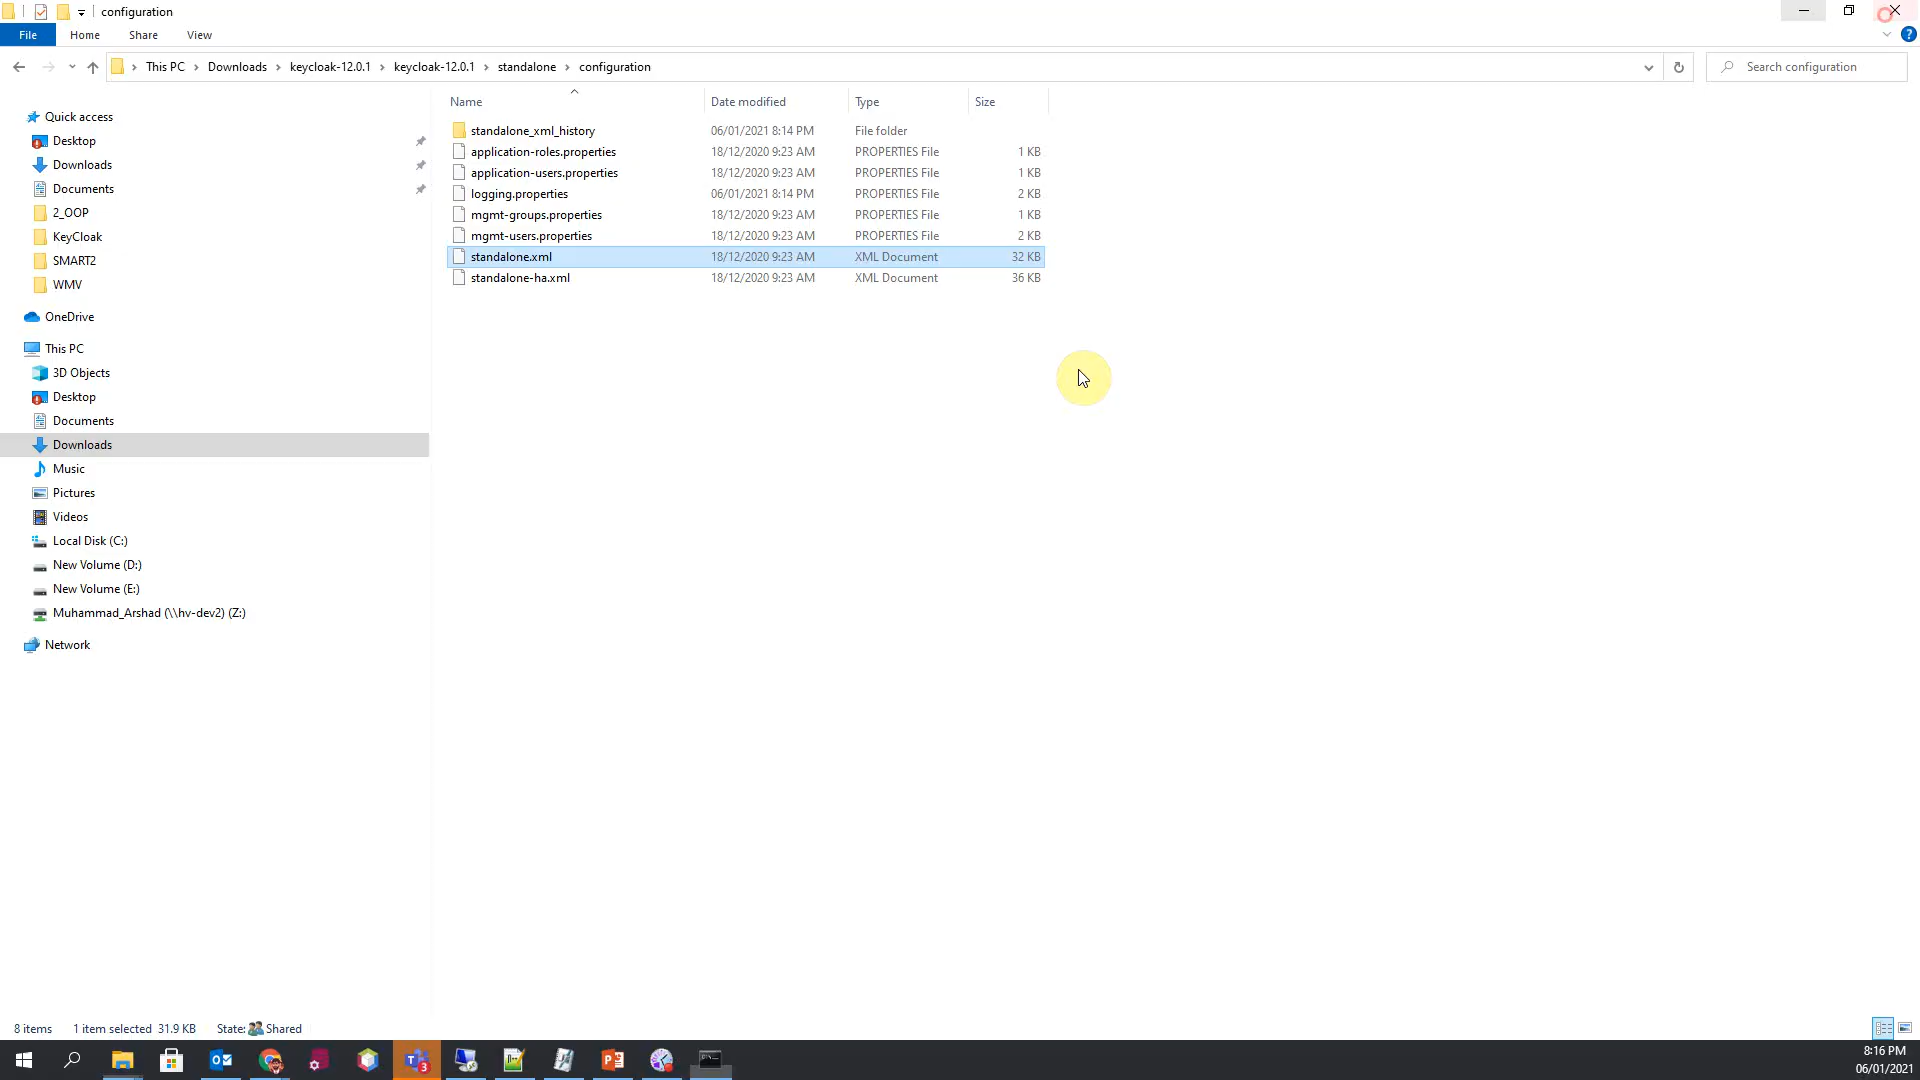 configuration
File Home Share View
This PC Downloads keycloak-12.0.1 keycloak-12.0.1 standalone configuration
Search configuration
Name Date modified Type Size
standalone_xml_history 06/01/2021 8:14 PM File folder
application-roles.properties 18/12/2020 9:23 AM PROPERTIES File 1 KB
application-users.properties 18/12/2020 9:23 AM PROPERTIES File 1 KB
logging.properties 06/01/2021 8:14 PM PROPERTIES File 2 KB
mgmt-groups.properties 18/12/2020 9:23 AM PROPERTIES File 1 KB
mgmt-users.properties 18/12/2020 9:23 AM PROPERTIES File 2 KB
standalone.xml 18/12/2020 9:23 AM XML Document 32 KB
standalone-ha.xml 18/12/2020 9:23 AM XML Document 36 KB
Quick access
Desktop
Downloads
Documents
2_OOP
KeyCloak
SMART2
WMV
OneDrive
This PC
3D Objects
Desktop
Documents
Downloads
Music
Pictures
Videos
Local Disk (C:)
New Volume (D:)
New Volume (E:)
Muhammad_Arshad (\\hv-dev2) (Z:)
Network
8 items 1 item selected 31.9 KB State: Shared
8:16 PM
06/01/2021